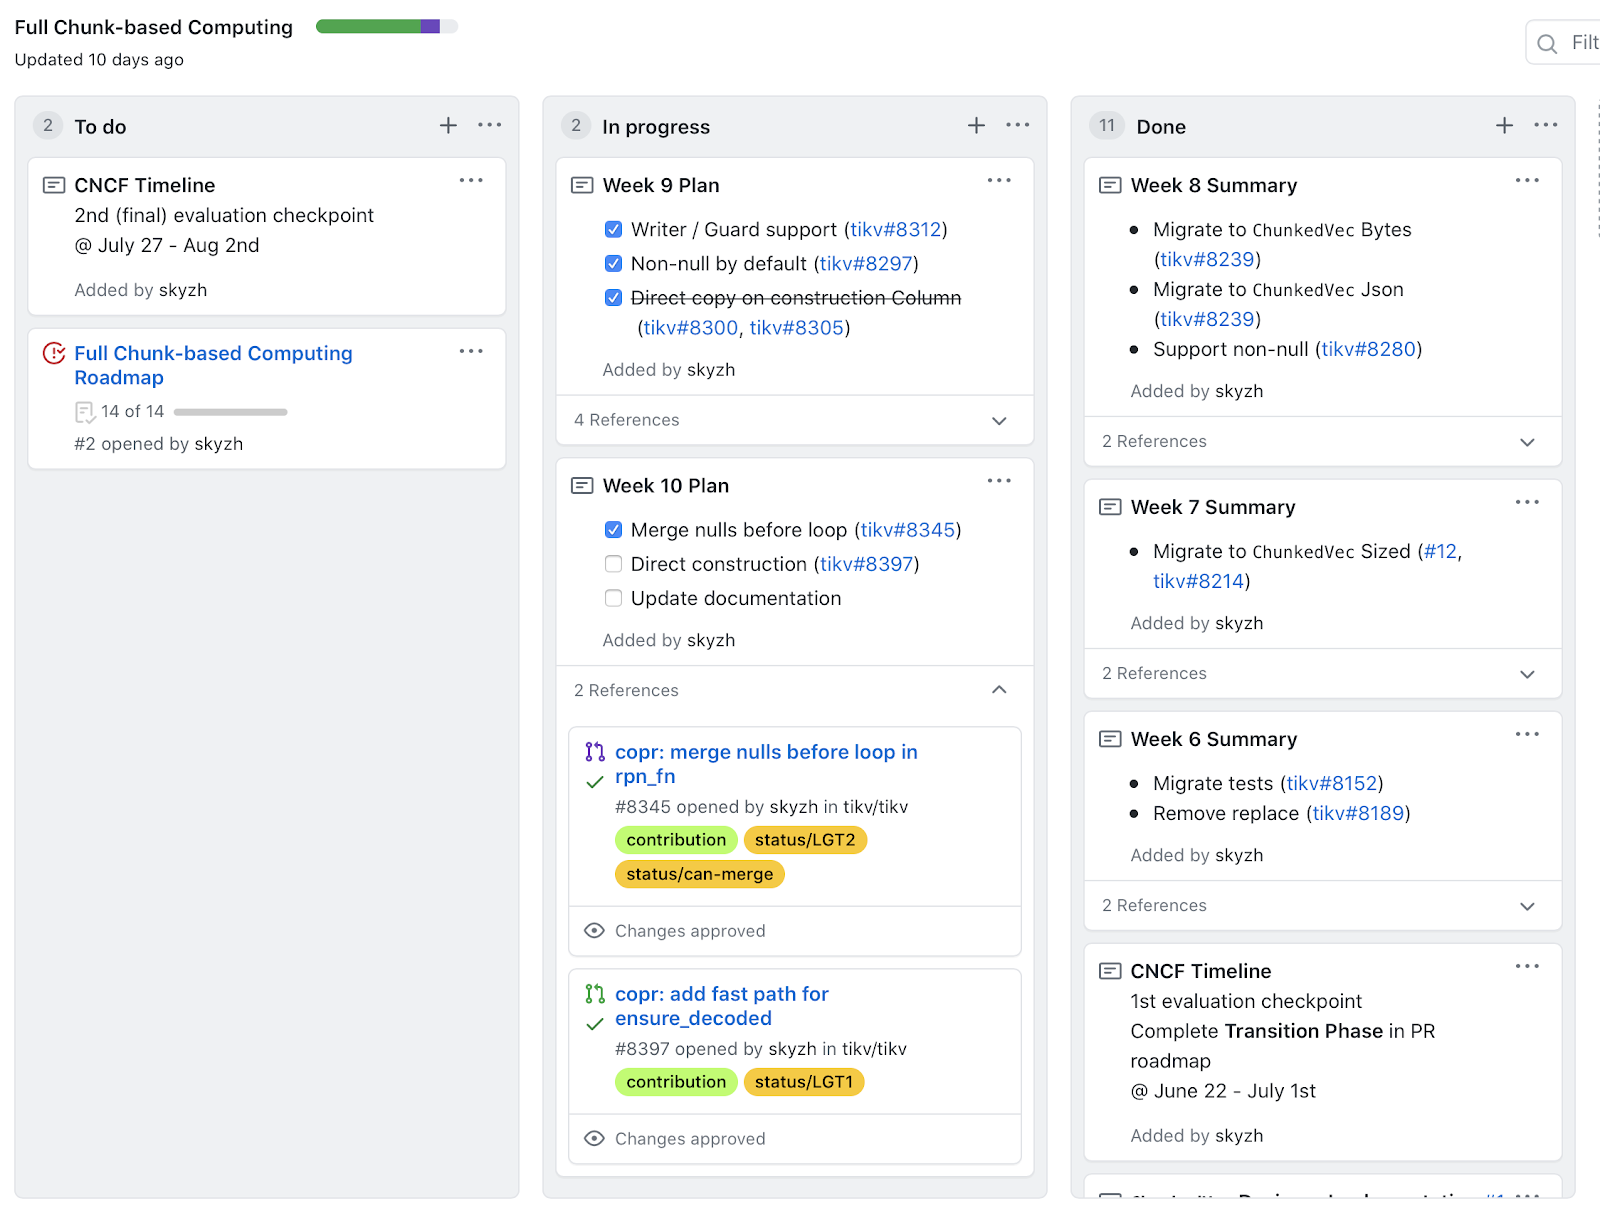 Full Chunk-based Computing
Updated 10 days ago
Filt
2 To do
CNCF Timeline
2nd (final) evaluation checkpoint
@ July 27 - Aug 2nd
Added by skyzh
Full Chunk-based Computing
Roadmap
14 of 14
#2 opened by skyzh
2 In progress
Week 9 Plan
Writer / Guard support (tikv#8312)
Non-null by default (tikv#8297)
Direct copy on construction Column
(tikv#8300, tikv#8305)
Added by skyzh
4 References
Week 10 Plan
Merge nulls before loop (tikv#8345)
Direct construction (tikv#8397)
Update documentation
Added by skyzh
2 References
copr: merge nulls before loop in
rpn_fn
#8345 opened by skyzh in tikv/tikv
contribution status/LGT2
status/can-merge
Changes approved
copr: add fast path for
ensure_decoded
#8397 opened by skyzh in tikv/tikv
contribution status/LGT1
Changes approved
11 Done
Week 8 Summary
Migrate to ChunkedVec Bytes
(tikv#8239)
Migrate to ChunkedVec Json
(tikv#8239)
Support non-null (tikv#8280)
Added by skyzh
2 References
Week 7 Summary
Migrate to ChunkedVec Sized (#12,
tikv#8214)
Added by skyzh
2 References
Week 6 Summary
Migrate tests (tikv#8152)
Remove replace (tikv#8189)
Added by skyzh
2 References
CNCF Timeline
1st evaluation checkpoint
Complete Transition Phase in PR
roadmap
@ June 22 - July 1st
Added by skyzh